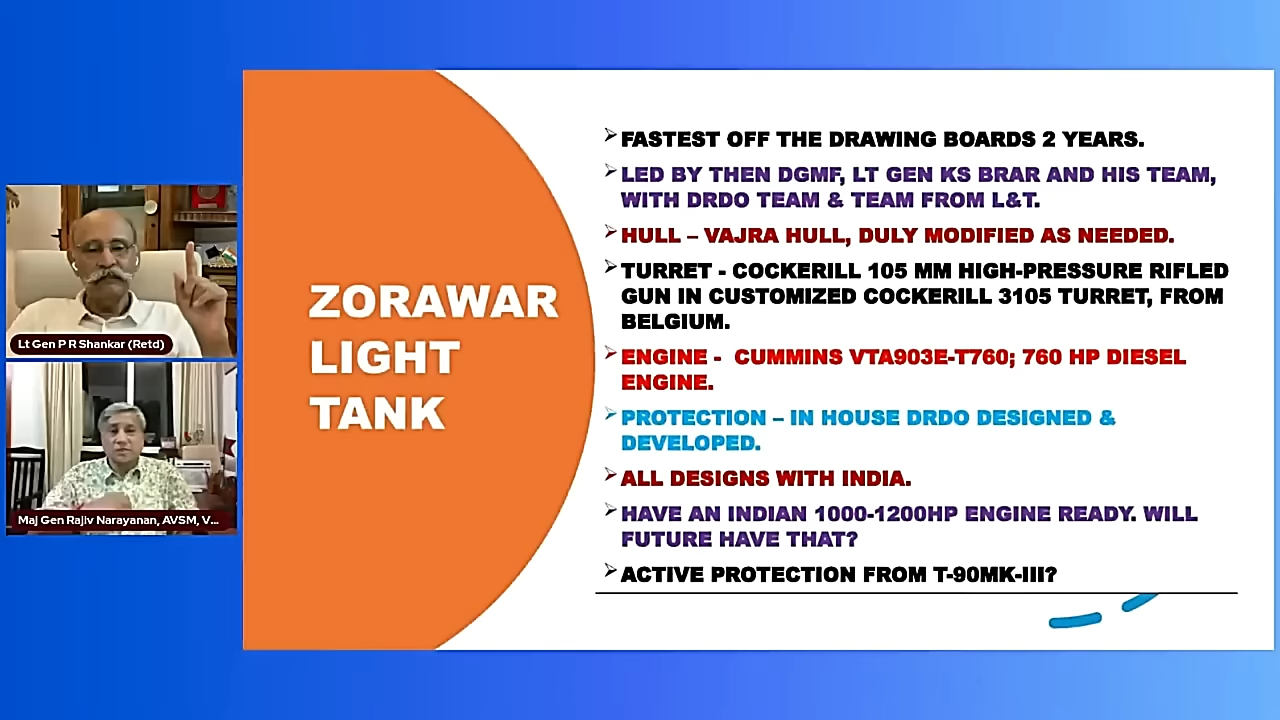 ZORAWAR
LIGHT
TANK
FASTEST OFF THE DRAWING BOARDS 2 YEARS.
LED BY THEN DGMF, LT GEN KS BRAR AND HIS TEAM,
WITH DRDO TEAM & TEAM FROM L&T.
HULL – VAJRA HULL, DULY MODIFIED AS NEEDED.
TURRET - COCKERILL 105 MM HIGH-PRESSURE RIFLED
GUN IN CUSTOMIZED COCKERILL 3105 TURRET, FROM
BELGIUM.
ENGINE - CUMMINS VTA903E-T760; 760 HP DIESEL
ENGINE.
PROTECTION – IN HOUSE DRDO DESIGNED &
DEVELOPED.
ALL DESIGNS WITH INDIA.
HAVE AN INDIAN 1000-1200HP ENGINE READY. WILL
FUTURE HAVE THAT?
ACTIVE PROTECTION FROM T-90MK-III?
Lt Gen P R Shankar (Retd)
Maj Gen Rajiv Narayanan, AVSM, V...